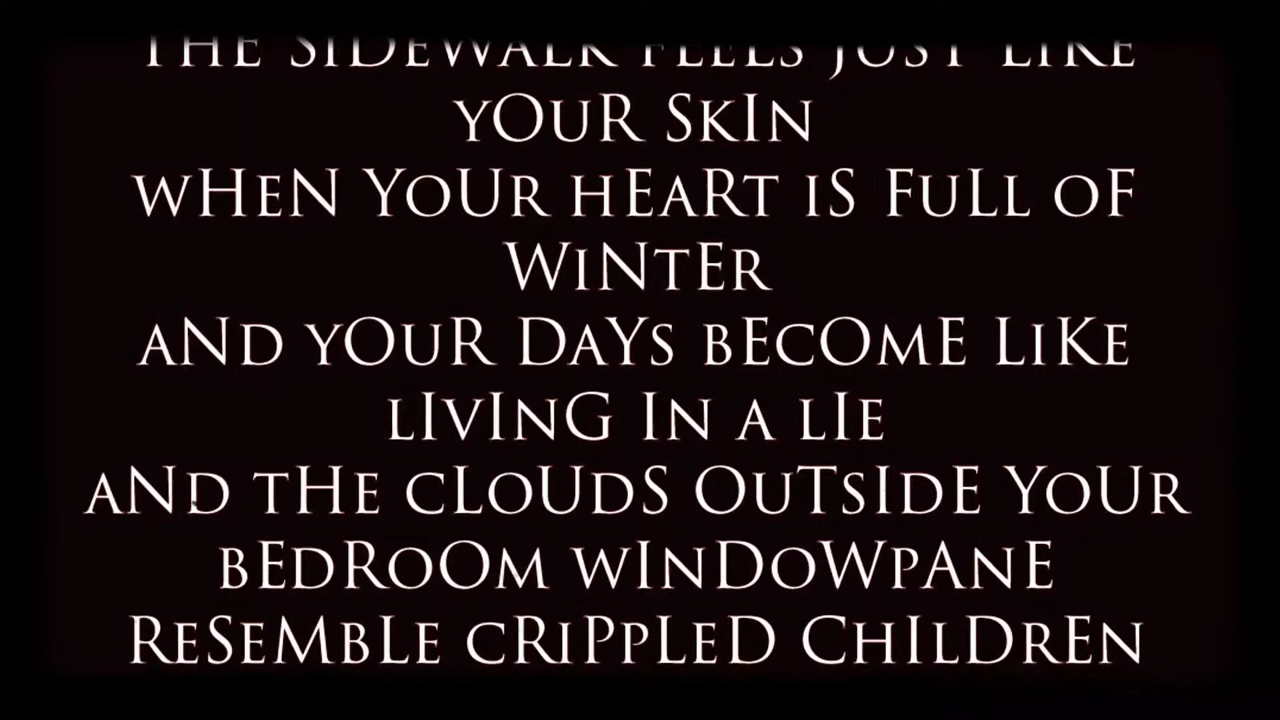 tHE SIDEWALK FEELS JUST LIKE
yOuR SkIn
wHeN YoUr hEaRt iS FuLl oF
WiNtEr
aNd yOuR DaYs bEcOmE LiKe
lIvInG In a lIe
aNd tHe cLoUdS OuTsIdE YoUr
bEdRoOm wInDoWpAnE
ReSeMbLe cRiPpLeD ChIlDrEn